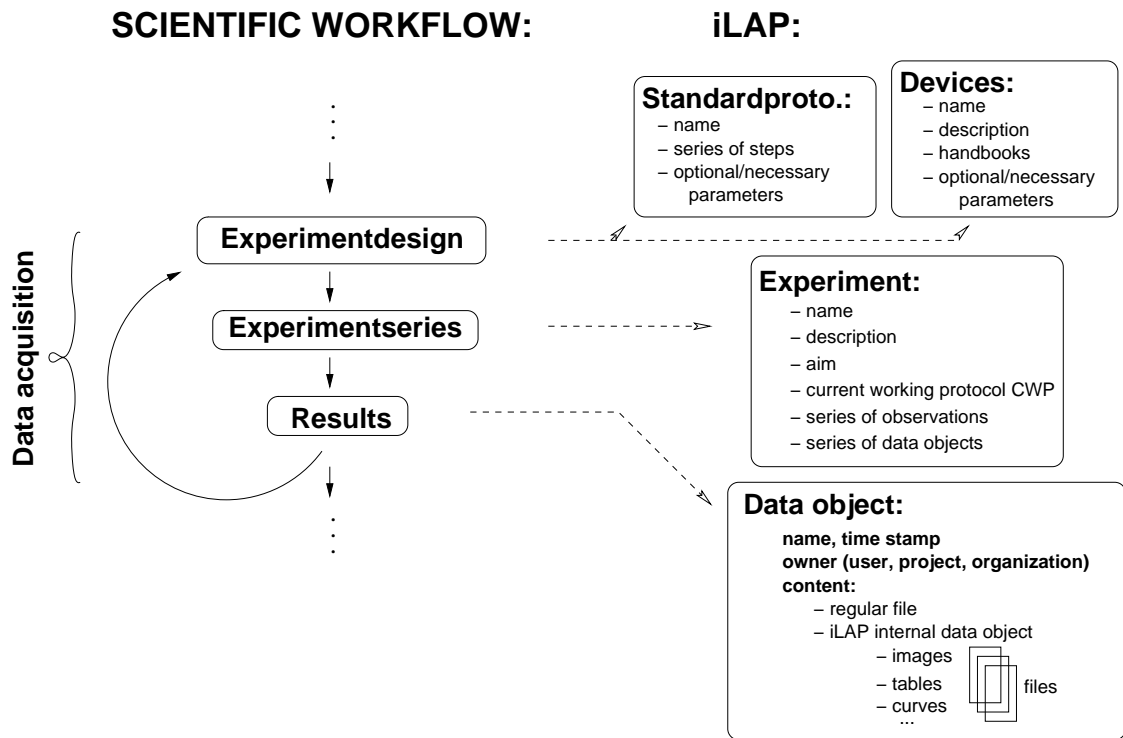 SCIENTIFIC WORKFLOW:
iLAP:
Standardproto.:
– name
– series of steps
– optional/necessary
parameters
Devices:
– name
– description
– handbooks
– optional/necessary
parameters
Data acquisition
Experimentdesign
Experimentseries
Results
Experiment:
– name
– description
– aim
– current working protocol CWP
– series of observations
– series of data objects
Data object:
name, time stamp
owner (user, project, organization)
content:
– regular file
– iLAP internal data object
– images
– tables
– curves
...
files